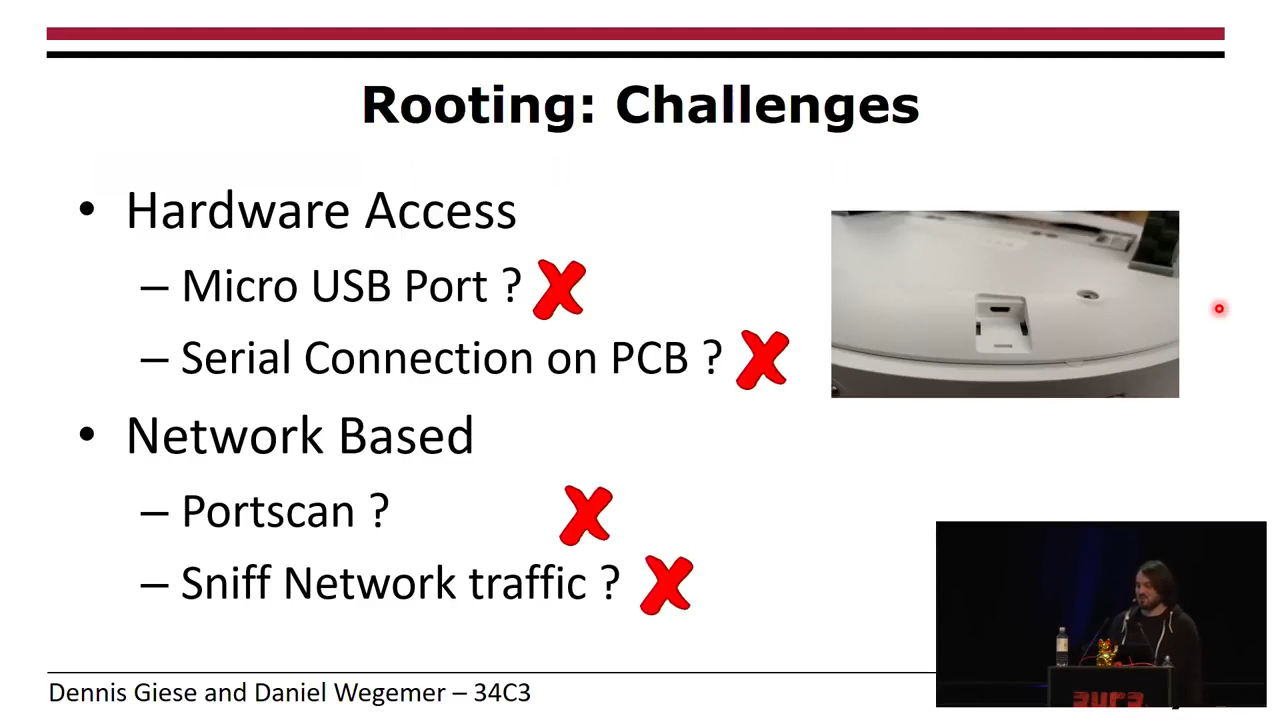 Rooting: Challenges
• Hardware Access
– Micro USB Port ?
– Serial Connection on PCB ?
• Network Based
– Portscan ?
– Sniff Network traffic ?
Dennis Giese and Daniel Wegemer – 34C3